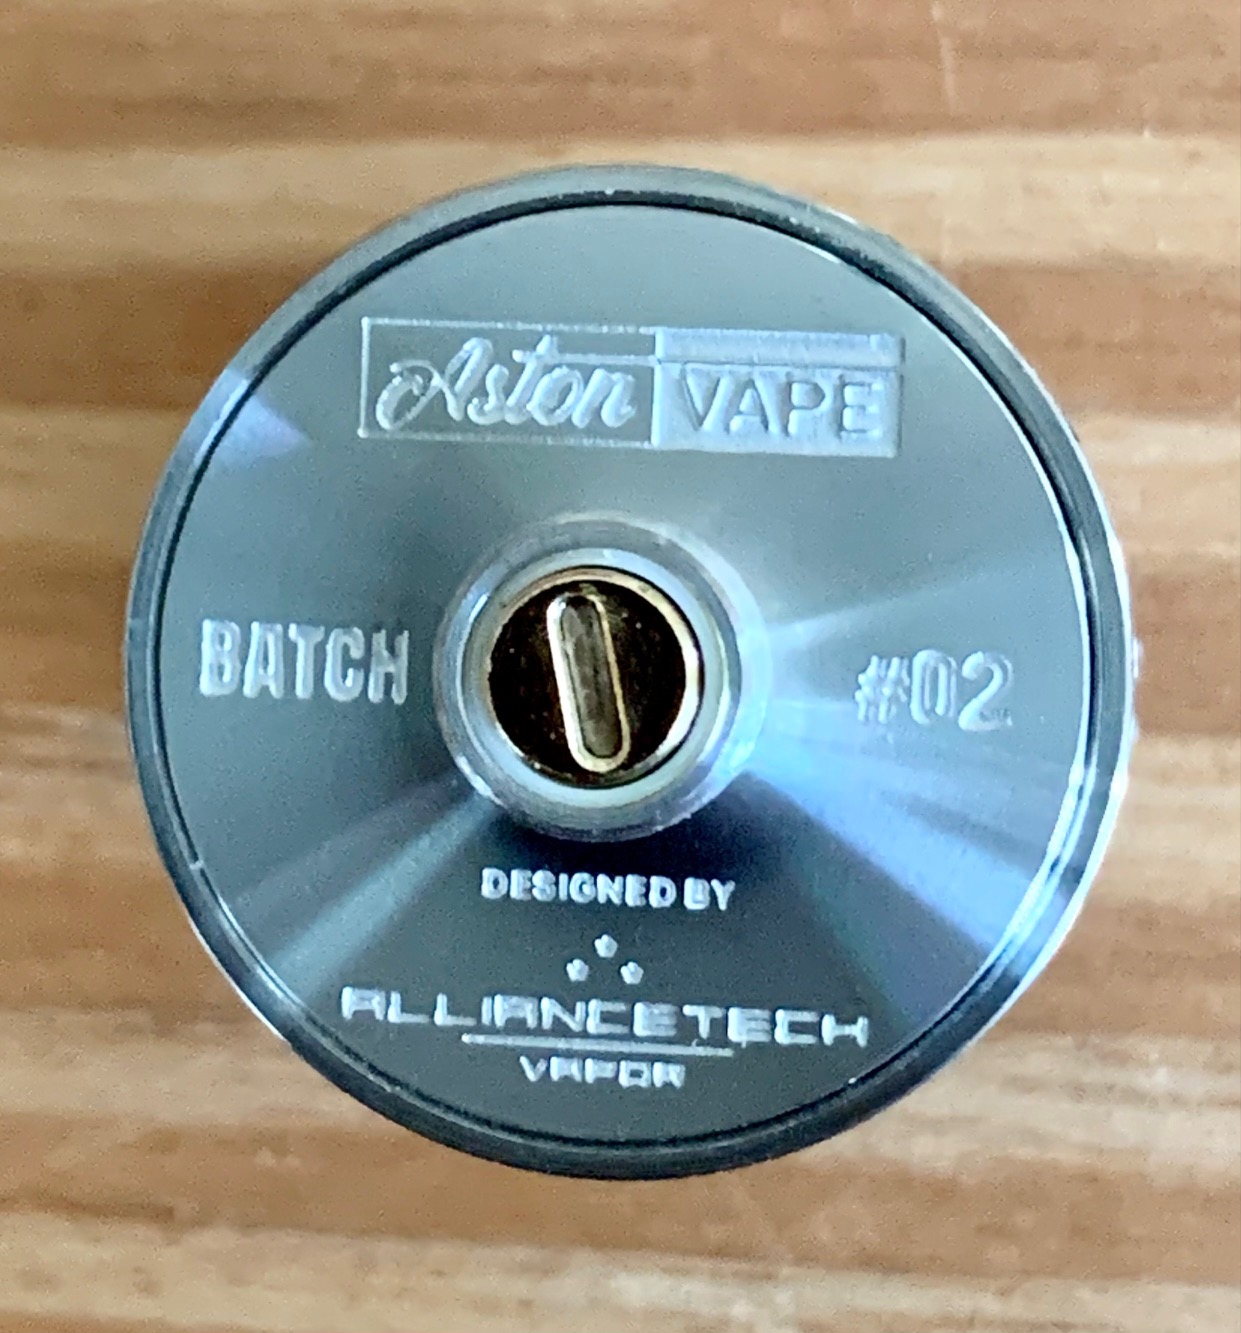 Aston VAPE
BATCH #02
DESIGNED BY
ALLIANCETECH
VAPOR